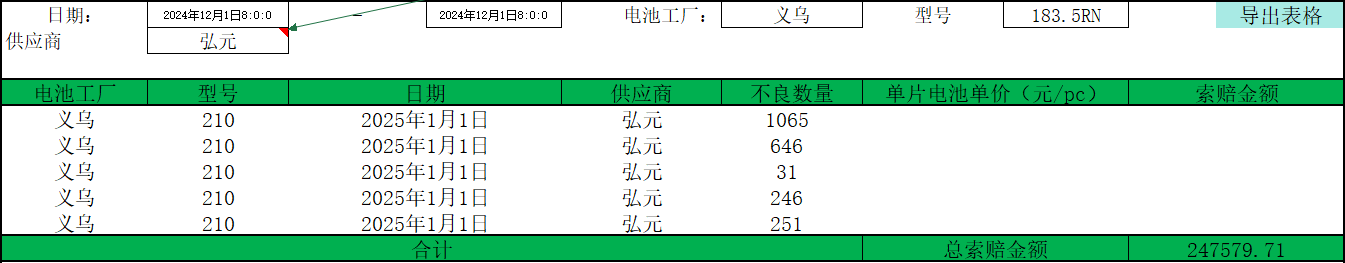 日期： 2024年12月1日8:0:0 — 2024年12月1日8:0:0 电池工厂： 义乌 型号 183.5RN 导出表格
供应商 弘元
电池工厂 型号 日期 供应商 不良数量 单片电池单价（元/pc） 索赔金额
义乌 210 2025年1月1日 弘元 1065
义乌 210 2025年1月1日 弘元 646
义乌 210 2025年1月1日 弘元 31
义乌 210 2025年1月1日 弘元 246
义乌 210 2025年1月1日 弘元 251
合计 总索赔金额 247579.71